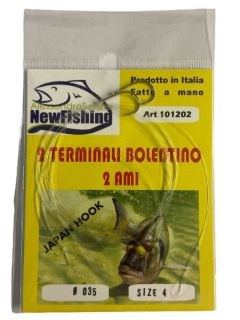 Prodotto in Italia
Fatto a mano
NewFishing
Art 101202
2 TERMINALI BOLENTINO
2 AMI
JAPAN HOOK
Ø 035
SIZE 4